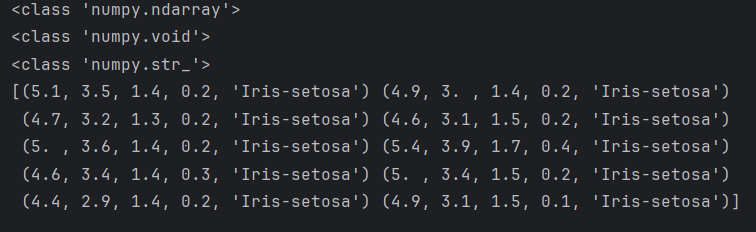 <class 'numpy.ndarray'>
<class 'numpy.void'>
<class 'numpy.str_'>
[(5.1, 3.5, 1.4, 0.2, 'Iris-setosa') (4.9, 3. , 1.4, 0.2, 'Iris-setosa')
 (4.7, 3.2, 1.3, 0.2, 'Iris-setosa') (4.6, 3.1, 1.5, 0.2, 'Iris-setosa')
 (5. , 3.6, 1.4, 0.2, 'Iris-setosa') (5.4, 3.9, 1.7, 0.4, 'Iris-setosa')
 (4.6, 3.4, 1.4, 0.3, 'Iris-setosa') (5. , 3.4, 1.5, 0.2, 'Iris-setosa')
 (4.4, 2.9, 1.4, 0.2, 'Iris-setosa') (4.9, 3.1, 1.5, 0.1, 'Iris-setosa')]